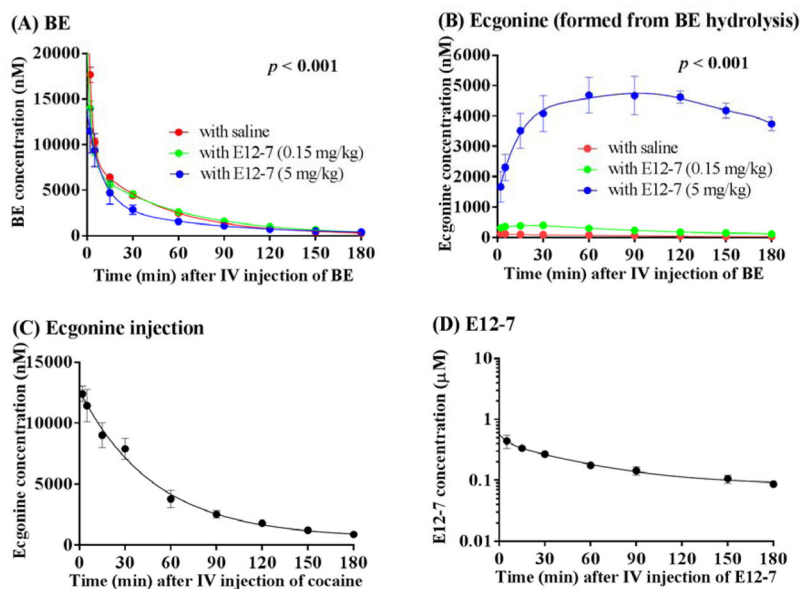 (A) BE
BE concentration (nM)
20000
15000
10000
5000
0
p < 0.001
with saline
with E12-7 (0.15 mg/kg)
with E12-7 (5 mg/kg)
0 30 60 90 120 150 180
Time (min) after IV injection of BE
(B) Ecgonine (formed from BE hydrolysis)
Ecgonine concentration (nM)
6000
5000
4000
3000
2000
1000
0
p < 0.001
with saline
with E12-7 (0.15 mg/kg)
with E12-7 (5 mg/kg)
0 30 60 90 120 150 180
Time (min) after IV injection of BE
(C) Ecgonine injection
Ecgonine concentration (nM)
15000
10000
5000
0
0 30 60 90 120 150 180
Time (min) after IV injection of cocaine
(D) E12-7
E12-7 concentration (μM)
10
1
0.1
0.01
0 30 60 90 120 150 180
Time (min) after IV injection of E12-7